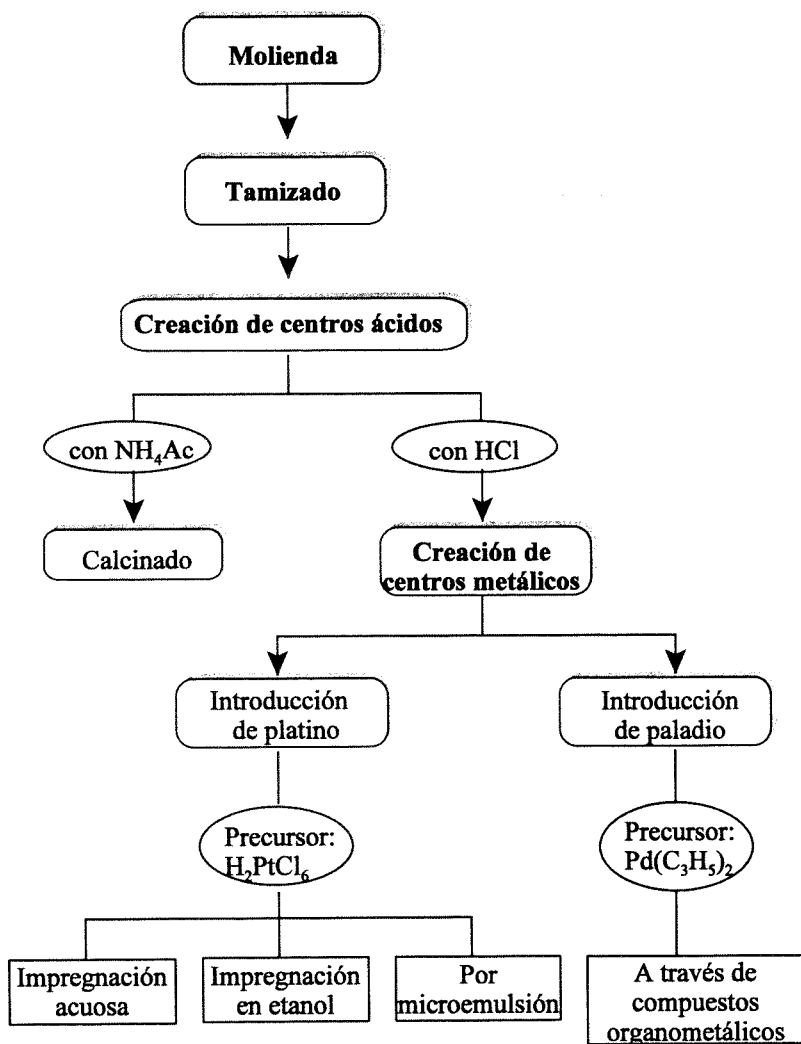 Molienda
Tamizado
Creación de centros ácidos
con NH₄Ac
con HCl
Calcinado
Creación de
centros metálicos
Introducción
de platino
Introducción
de paladio
Precursor:
H₂PtCl₆
Precursor:
Pd(C₃H₅)₂
Impregnación
acuosa
Impregnación
en etanol
Por
microemulsión
A través de
compuestos
organometálicos